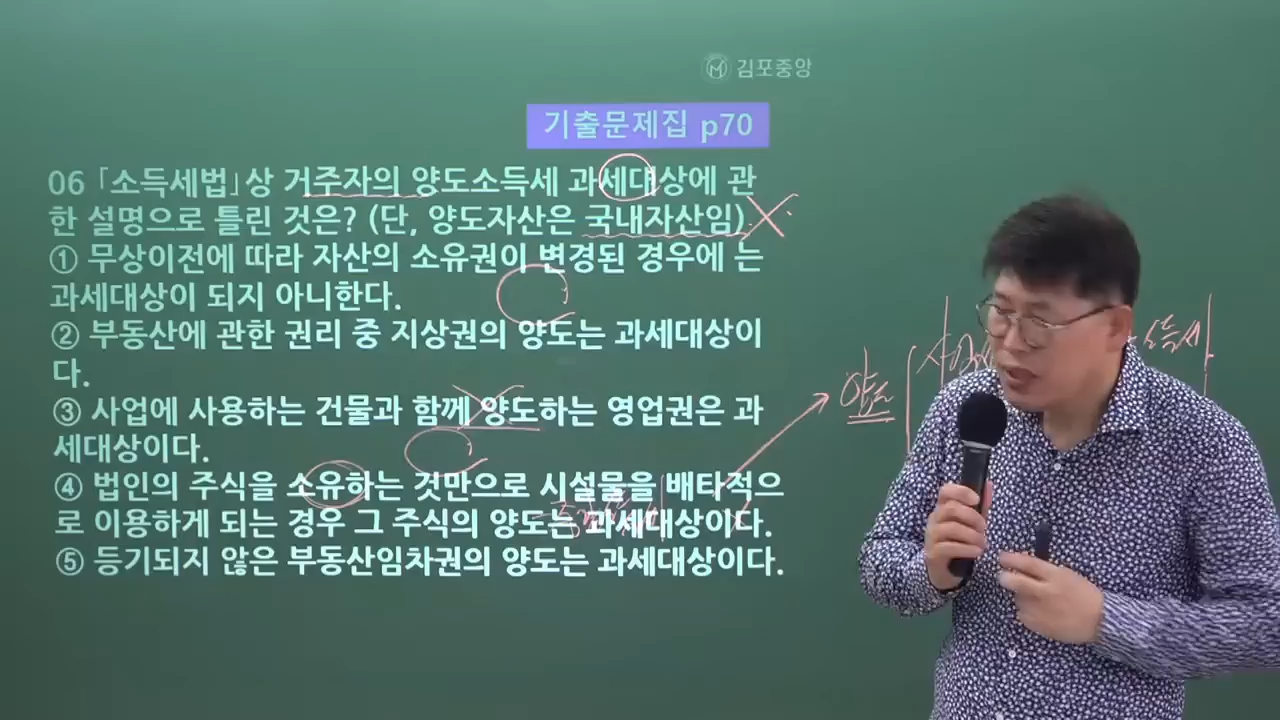 김포중앙
기출문제집 p70
06 「소득세법」상 거주자의 양도소득세 과세대상에 관
한 설명으로 틀린 것은? (단, 양도자산은 국내자산임)
① 무상이전에 따라 자산의 소유권이 변경된 경우에 는
과세대상이 되지 아니한다.
② 부동산에 관한 권리 중 지상권의 양도는 과세대상이
다.
③ 사업에 사용하는 건물과 함께 양도하는 영업권은 과
세대상이다.
④ 법인의 주식을 소유하는 것만으로 시설물을 배타적으
로 이용하게 되는 경우 그 주식의 양도는 과세대상이다.
⑤ 등기되지 않은 부동산임차권의 양도는 과세대상이다.